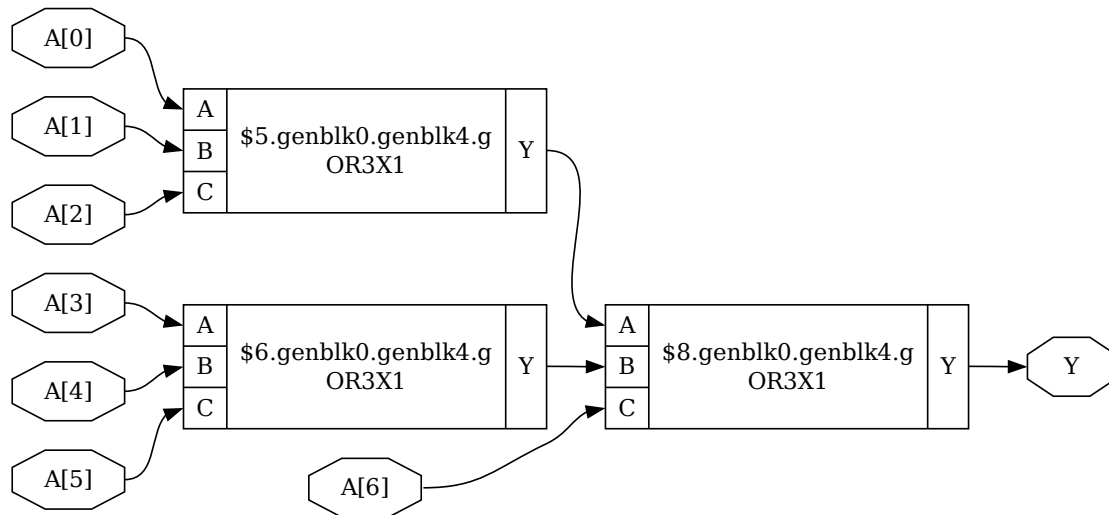 A[0]
A[1]
A[2]
A
B
C
$5.genblk0.genblk4.g
OR3X1
Y
A[3]
A[4]
A[5]
A
B
C
$6.genblk0.genblk4.g
OR3X1
Y
A[6]
A
B
C
$8.genblk0.genblk4.g
OR3X1
Y
Y